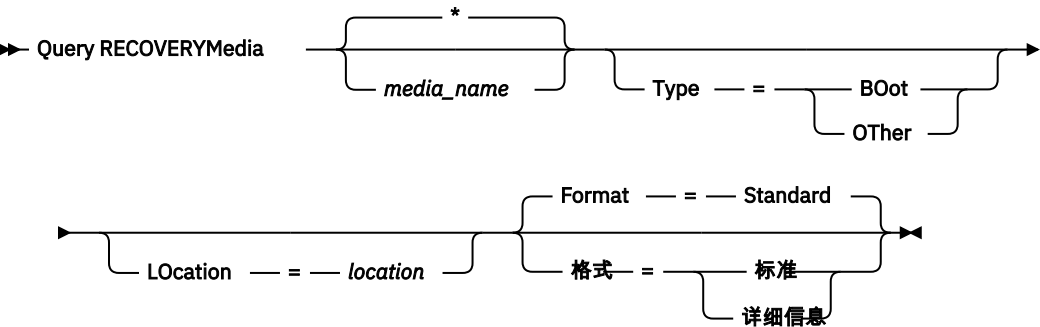 *
Query RECOVERYMedia
media_name
Type = BOot
OTher
Format = Standard
LOcation = location
格式 = 标准
详细信息